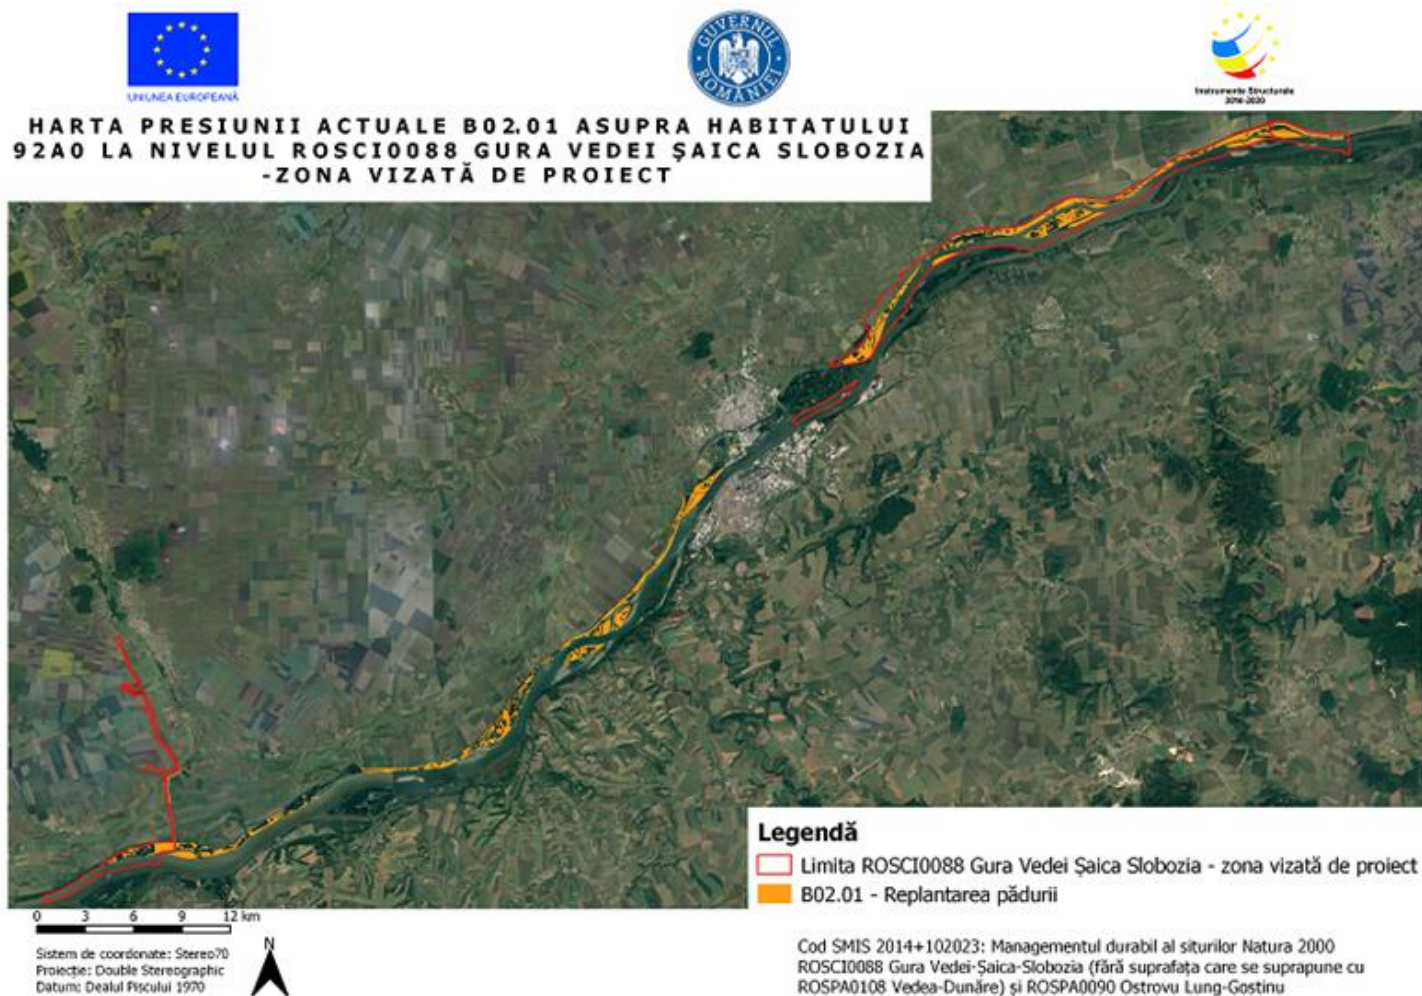 UNIUNEA EUROPEANĂ
GUVERNUL ROMÂNIEI
Instrumente Structurale
2014-2020
HARTA PRESIUNII ACTUALE B02.01 ASUPRA HABITATULUI
92A0 LA NIVELUL ROSCI0088 GURA VEDEI ȘAICA SLOBOZIA
-ZONA VIZATĂ DE PROIECT
Legendă
Limita ROSCI0088 Gura Vedei Șaica Slobozia - zona vizată de proiect
B02.01 - Replantarea pădurii
0 3 6 9 12 km
Sistem de coordonate: Stereo70
Proiecție: Double Stereographic
Datum: Dealul Piscului 1970
N
Cod SMIS 2014+102023: Managementul durabil al siturilor Natura 2000
ROSCI0088 Gura Vedei-Șaica-Slobozia (fără suprafața care se suprapune cu
ROSPA0108 Vedea-Dunăre) și ROSPA0090 Ostrovu Lung-Gostinu